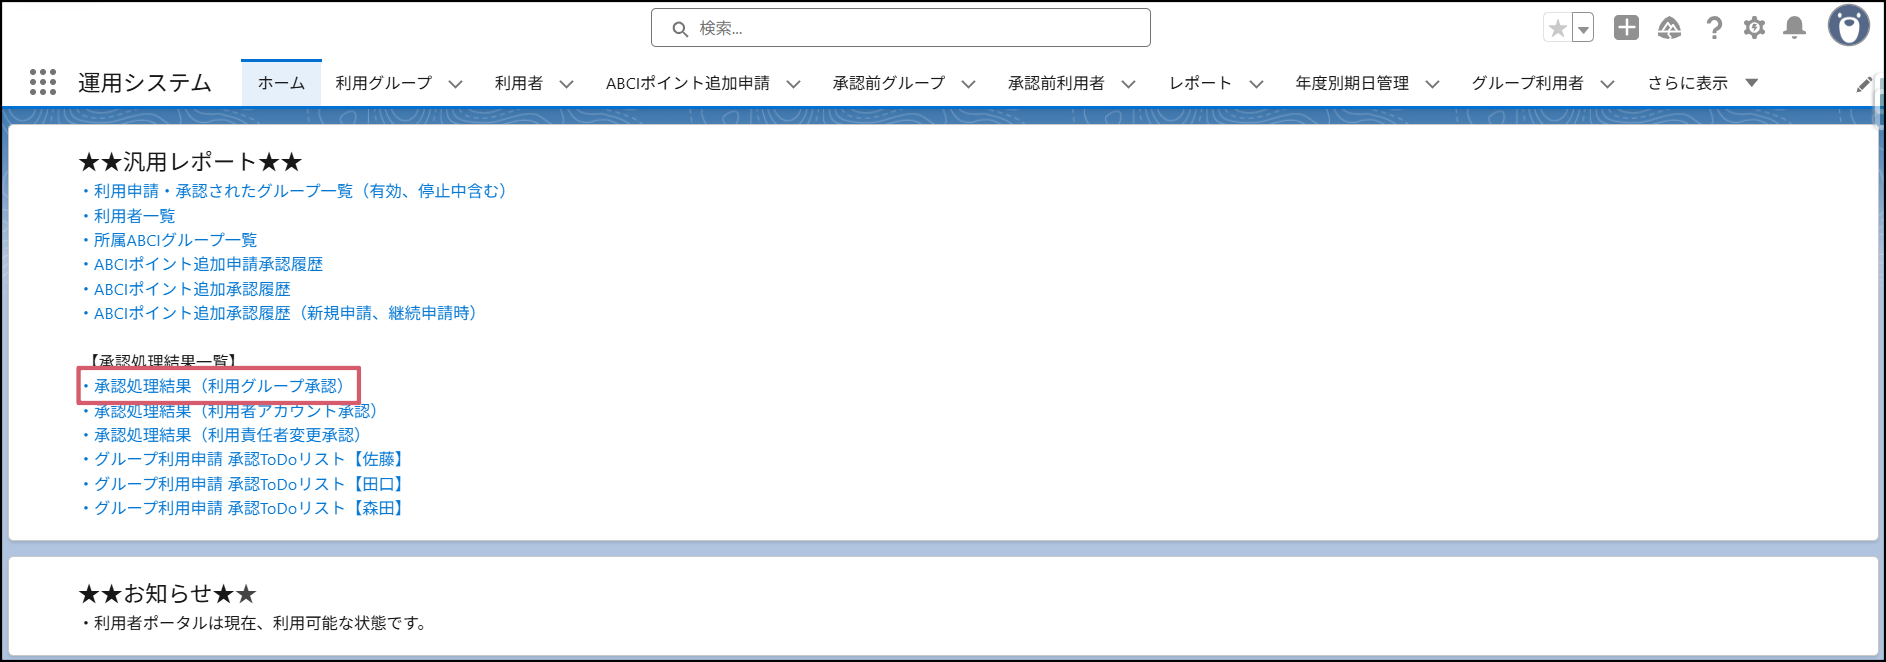 検索...
運用システム ホーム 利用グループ 利用者 ABCIポイント追加申請 承認前グループ 承認前利用者 レポート 年度別期日管理 グループ利用者 さらに表示
★★汎用レポート★★
・利用申請・承認されたグループ一覧（有効、停止中含む）
・利用者一覧
・所属ABCIグループ一覧
・ABCIポイント追加申請承認履歴
・ABCIポイント追加承認履歴
・ABCIポイント追加承認履歴（新規申請、継続申請時）
【承認処理結果一覧】
・承認処理結果（利用グループ承認）
・承認処理結果（利用者アカウント承認）
・承認処理結果（利用責任者変更承認）
・グループ利用申請 承認ToDoリスト【佐藤】
・グループ利用申請 承認ToDoリスト【田口】
・グループ利用申請 承認ToDoリスト【森田】
★★お知らせ★★
・利用者ポータルは現在、利用可能な状態です。